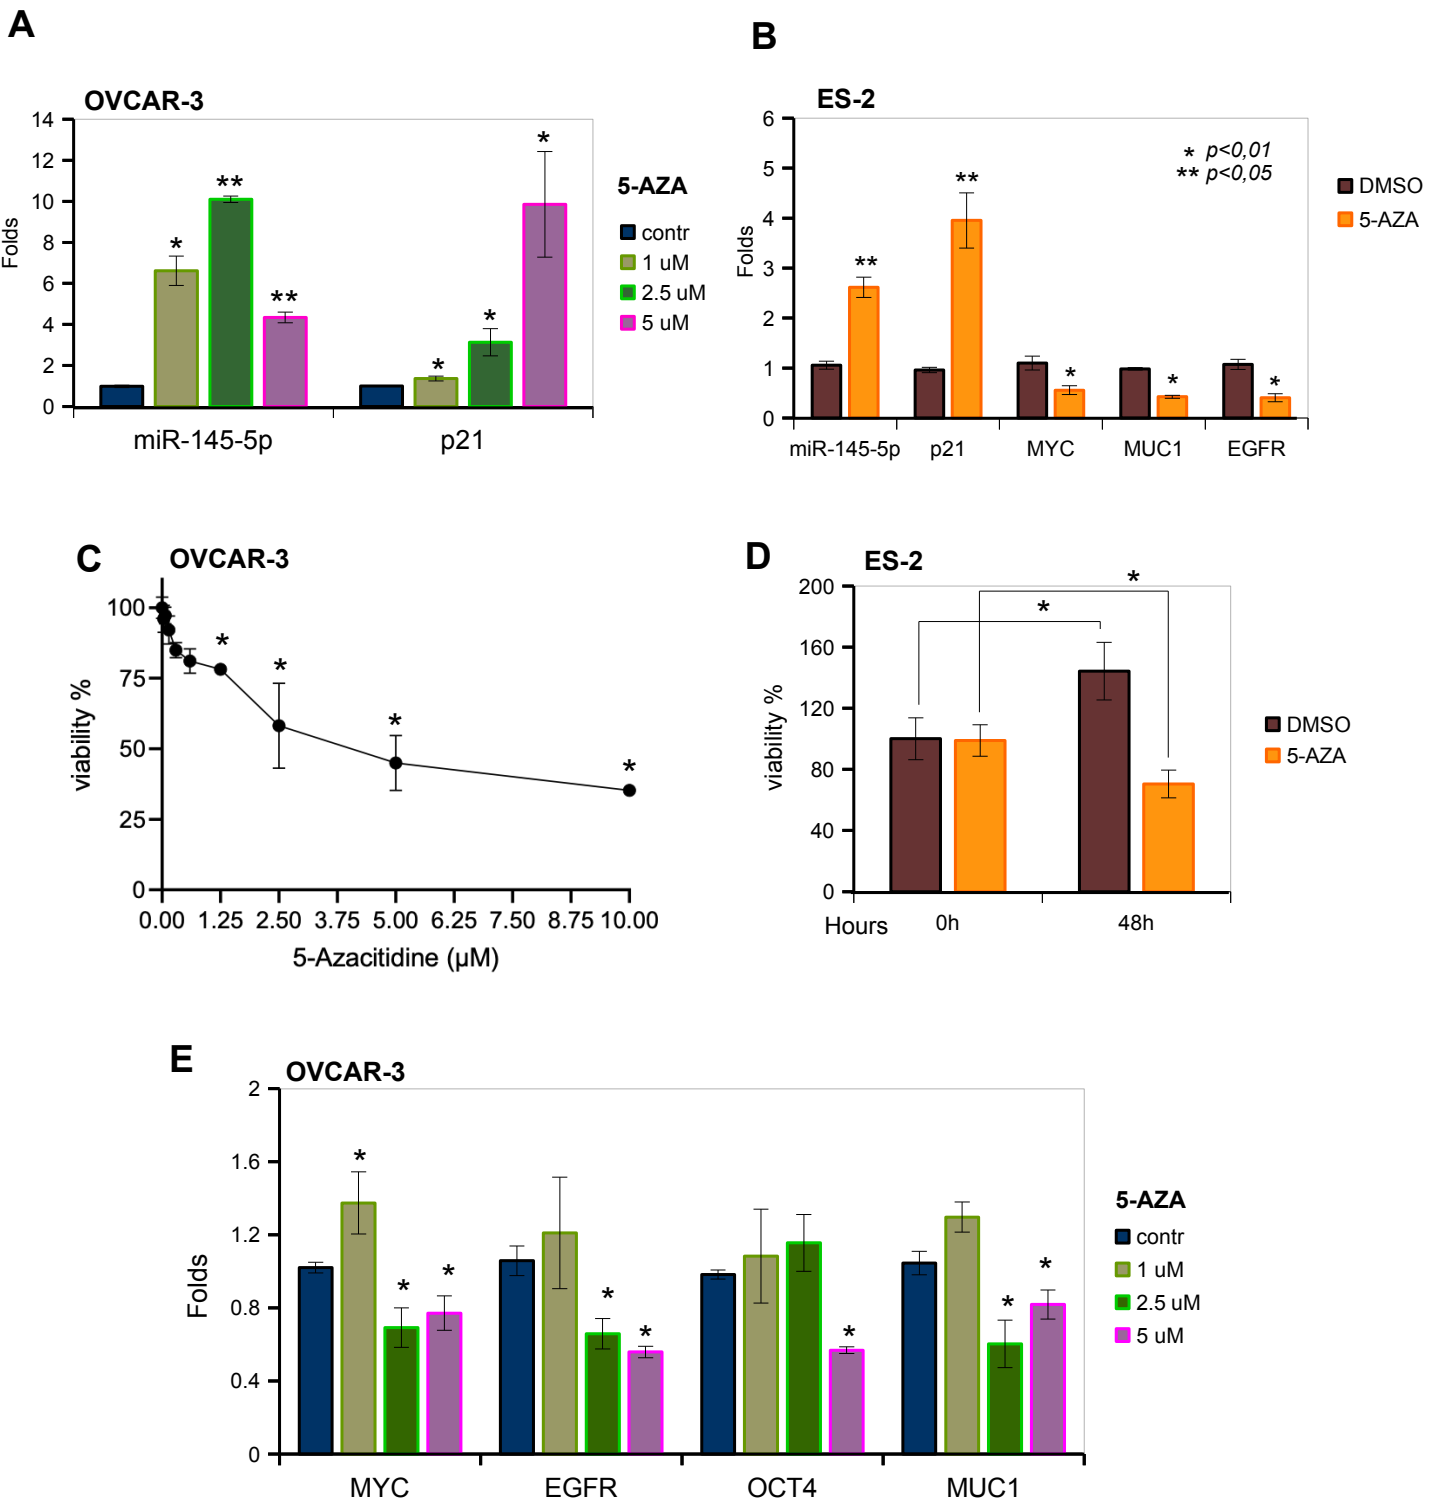 A
OVCAR-3
14
12
10
8
6
4
2
0
Folds
*
**
**
*
*
*
miR-145-5p
p21
5-AZA
contr
1 uM
2.5 uM
5 uM
B
ES-2
6
5
4
3
2
1
0
Folds
* p<0,01
** p<0,05
**
**
*
*
*
miR-145-5p
p21
MYC
MUC1
EGFR
DMSO
5-AZA
C
OVCAR-3
100
75
50
25
0
viability %
*
*
*
*
0.00 1.25 2.50 3.75 5.00 6.25 7.50 8.75 10.00
5-Azacitidine (µM)
D
ES-2
200
160
120
80
40
0
viability %
*
*
Hours
0h
48h
DMSO
5-AZA
E
OVCAR-3
2
1.6
1.2
0.8
0.4
0
Folds
*
*
*
*
*
*
*
*
MYC
EGFR
OCT4
MUC1
5-AZA
contr
1 uM
2.5 uM
5 uM